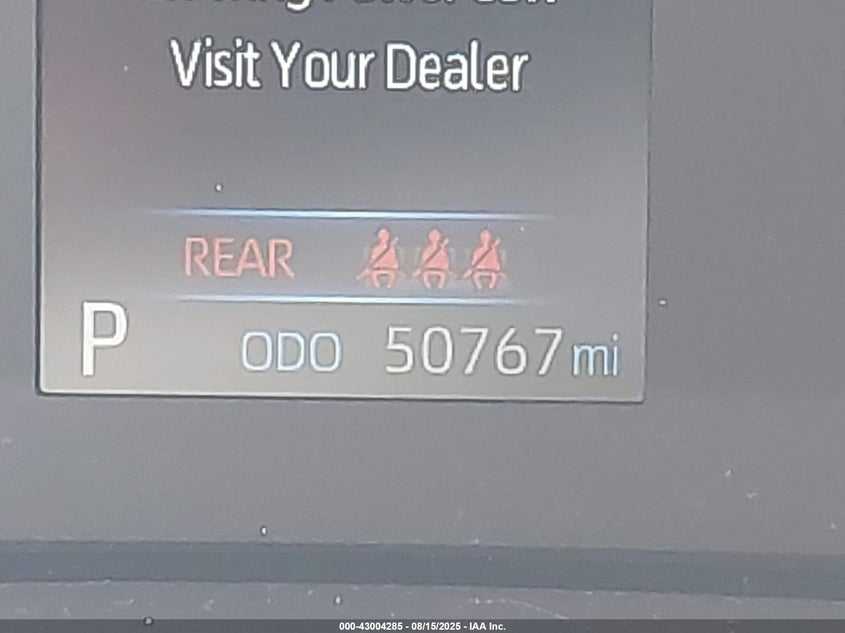 Visit Your Dealer
REAR
P ODO 50767 mi
000-43004285 - 08/15/2025 - IAA Inc.